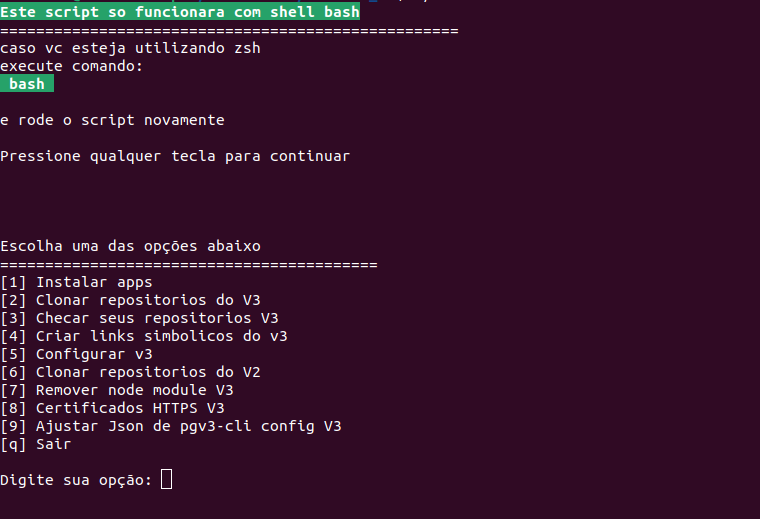 Este script so funcionara com shell bash
===================================================
caso vc esteja utilizando zsh
execute comando:
bash
e rode o script novamente
Pressione qualquer tecla para continuar
Escolha uma das opções abaixo
==========================================
[1] Instalar apps
[2] Clonar repositorios do V3
[3] Checar seus repositorios V3
[4] Criar links simbolicos do v3
[5] Configurar v3
[6] Clonar repositorios do V2
[7] Remover node module V3
[8] Certificados HTTPS V3
[9] Ajustar Json de pgv3-cli config V3
[q] Sair
Digite sua opção: